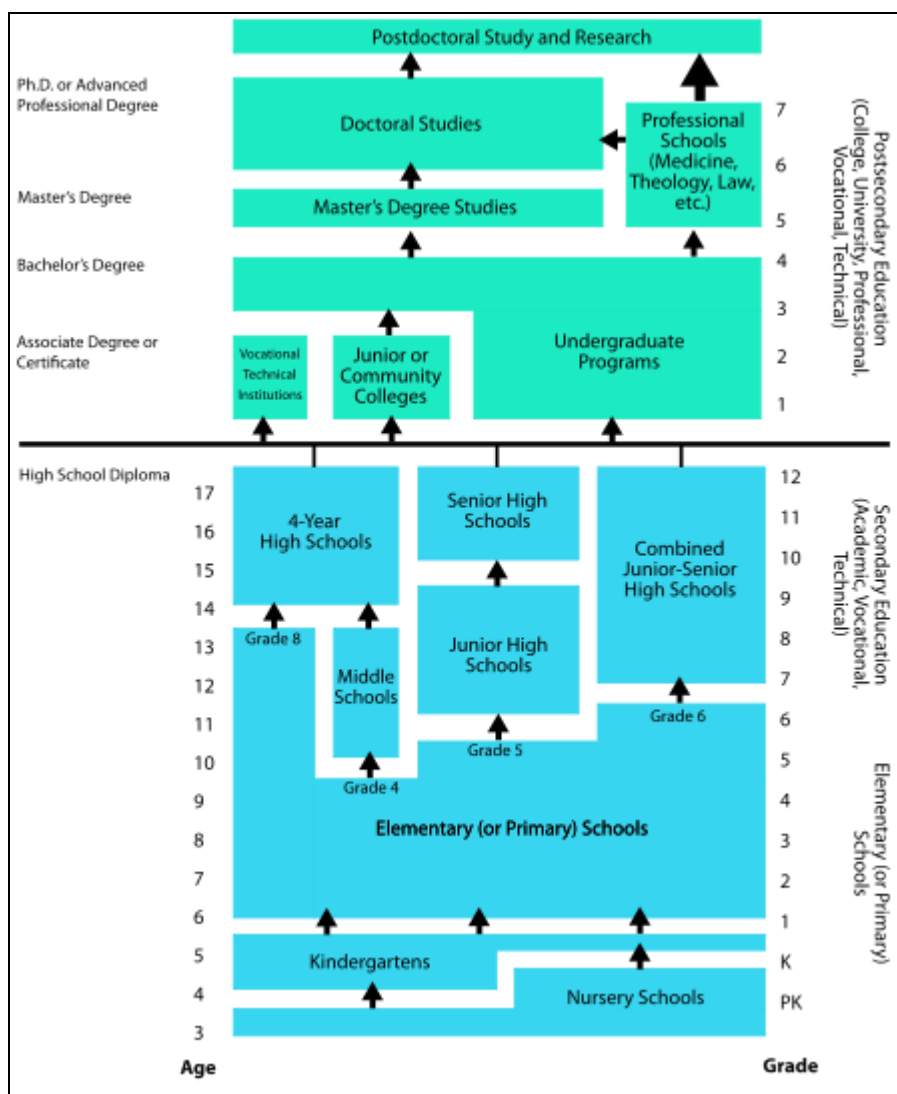 Postdoctoral Study and Research
Ph.D. or Advanced
Professional Degree
Doctoral Studies
Professional
Schools
(Medicine,
Theology, Law,
etc.)
7
6
5
Master's Degree
Master's Degree Studies
Bachelor's Degree
4
3
Associate Degree or
Certificate
Vocational
Technical
Institutions
Junior or
Community
Colleges
Undergraduate
Programs
2
1
Postsecondary Education
(College, University, Professional,
Vocational, Technical)
High School Diploma
17
16
15
14
13
12
11
10
9
8
7
6
5
4
3
Age
4-Year
High Schools
Senior High
Schools
Combined
Junior-Senior
High Schools
Grade 8
Middle
Schools
Junior High
Schools
Grade 6
Grade 5
Grade 4
Elementary (or Primary) Schools
Kindergartens
Nursery Schools
12
11
10
9
8
7
6
5
4
3
2
1
K
PK
Grade
Secondary Education
(Academic, Vocational,
Technical)
Elementary (or Primary)
Schools